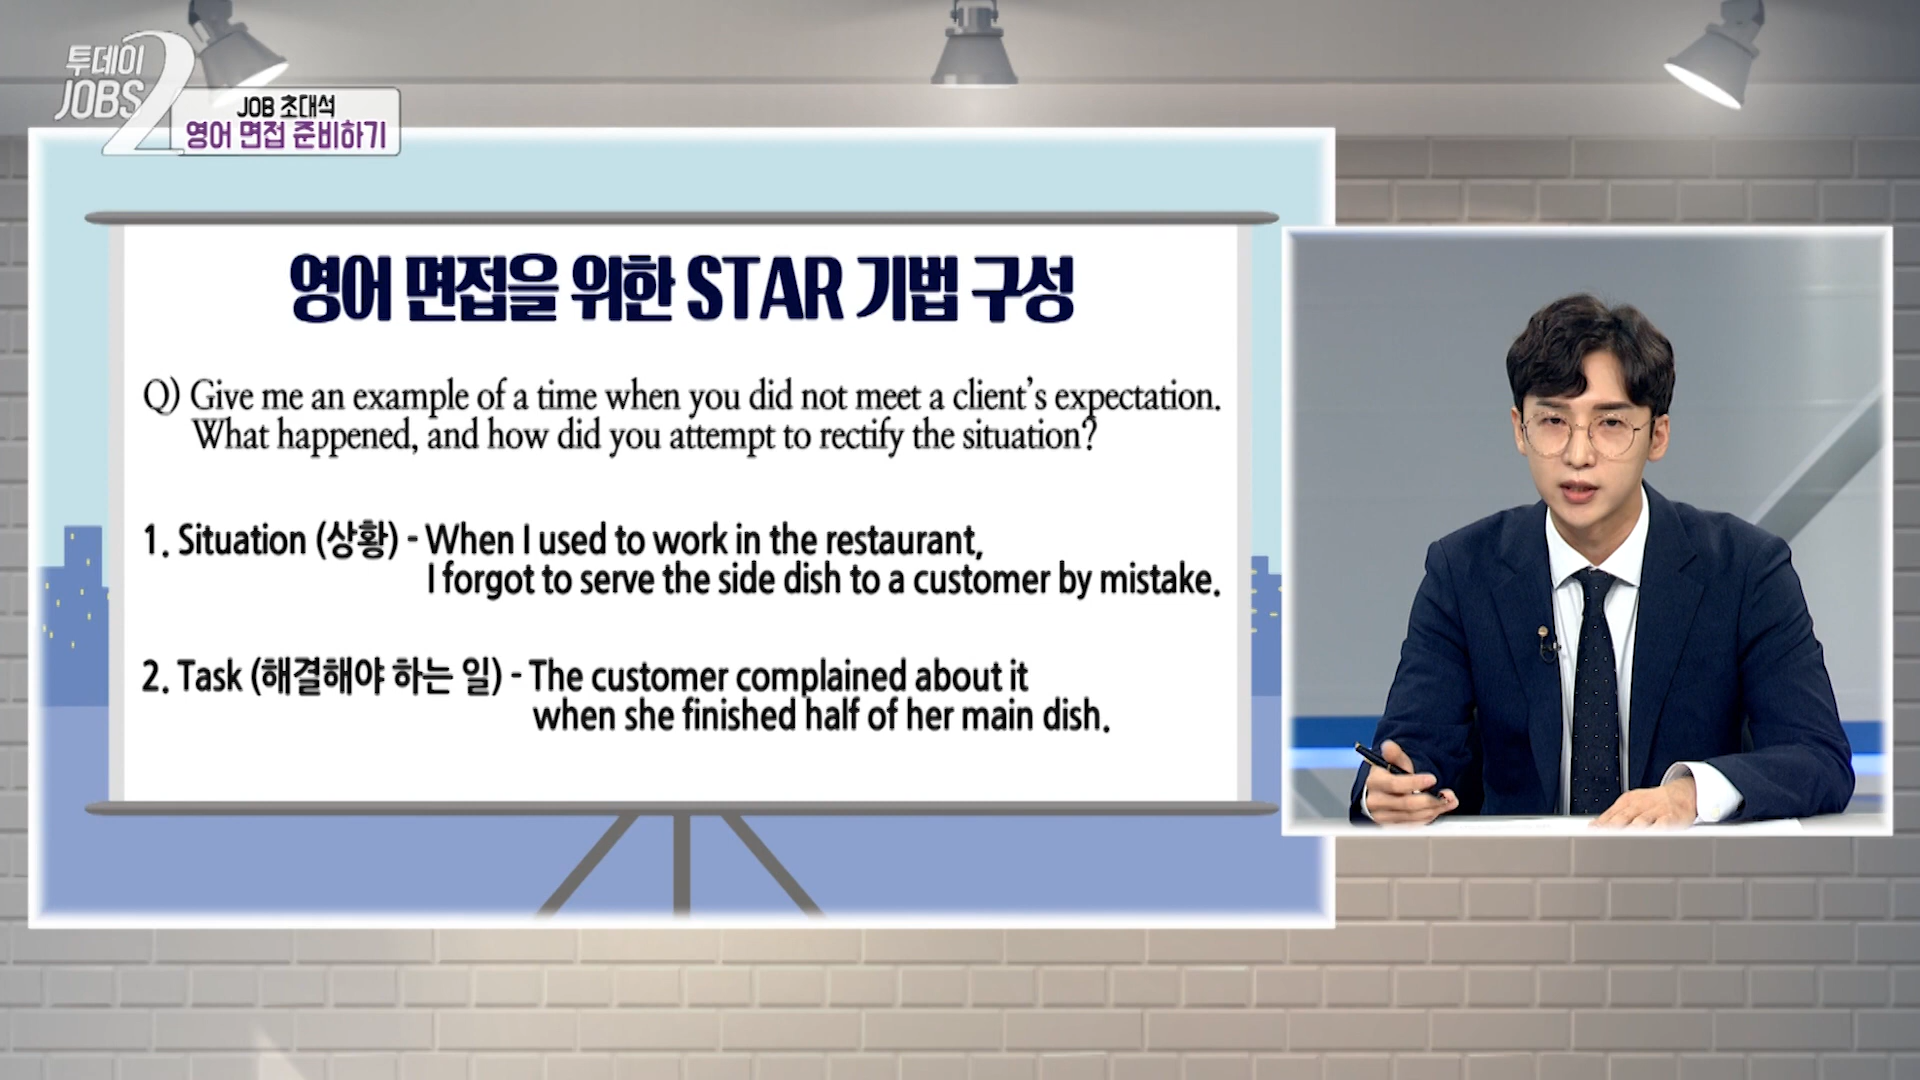 투데이
JOBS 2
JOB 초대석
영어 면접 준비하기
영어 면접을 위한 STAR 기법 구성
Q) Give me an example of a time when you did not meet a client's expectation.
What happened, and how did you attempt to rectify the situation?
1. Situation (상황) - When I used to work in the restaurant,
I forgot to serve the side dish to a customer by mistake.
2. Task (해결해야 하는 일) - The customer complained about it
when she finished half of her main dish.